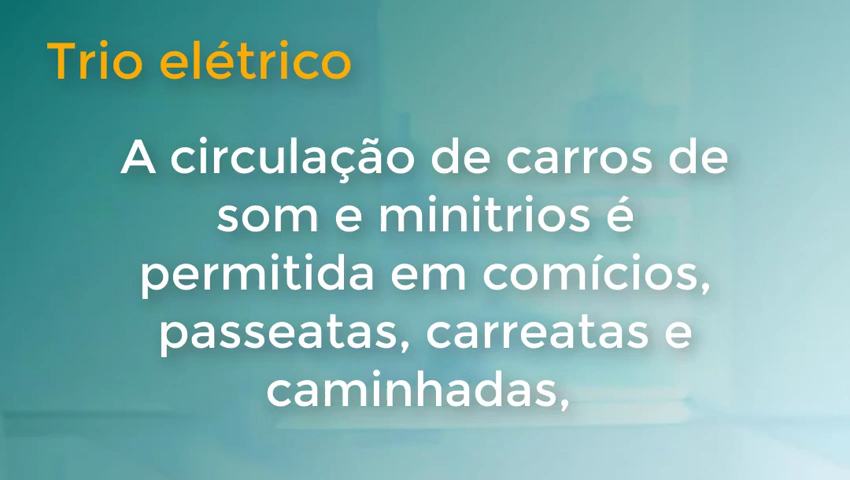 Trio elétrico
A circulação de carros de
som e minitrios é
permitida em comícios,
passeatas, carreatas e
caminhadas,